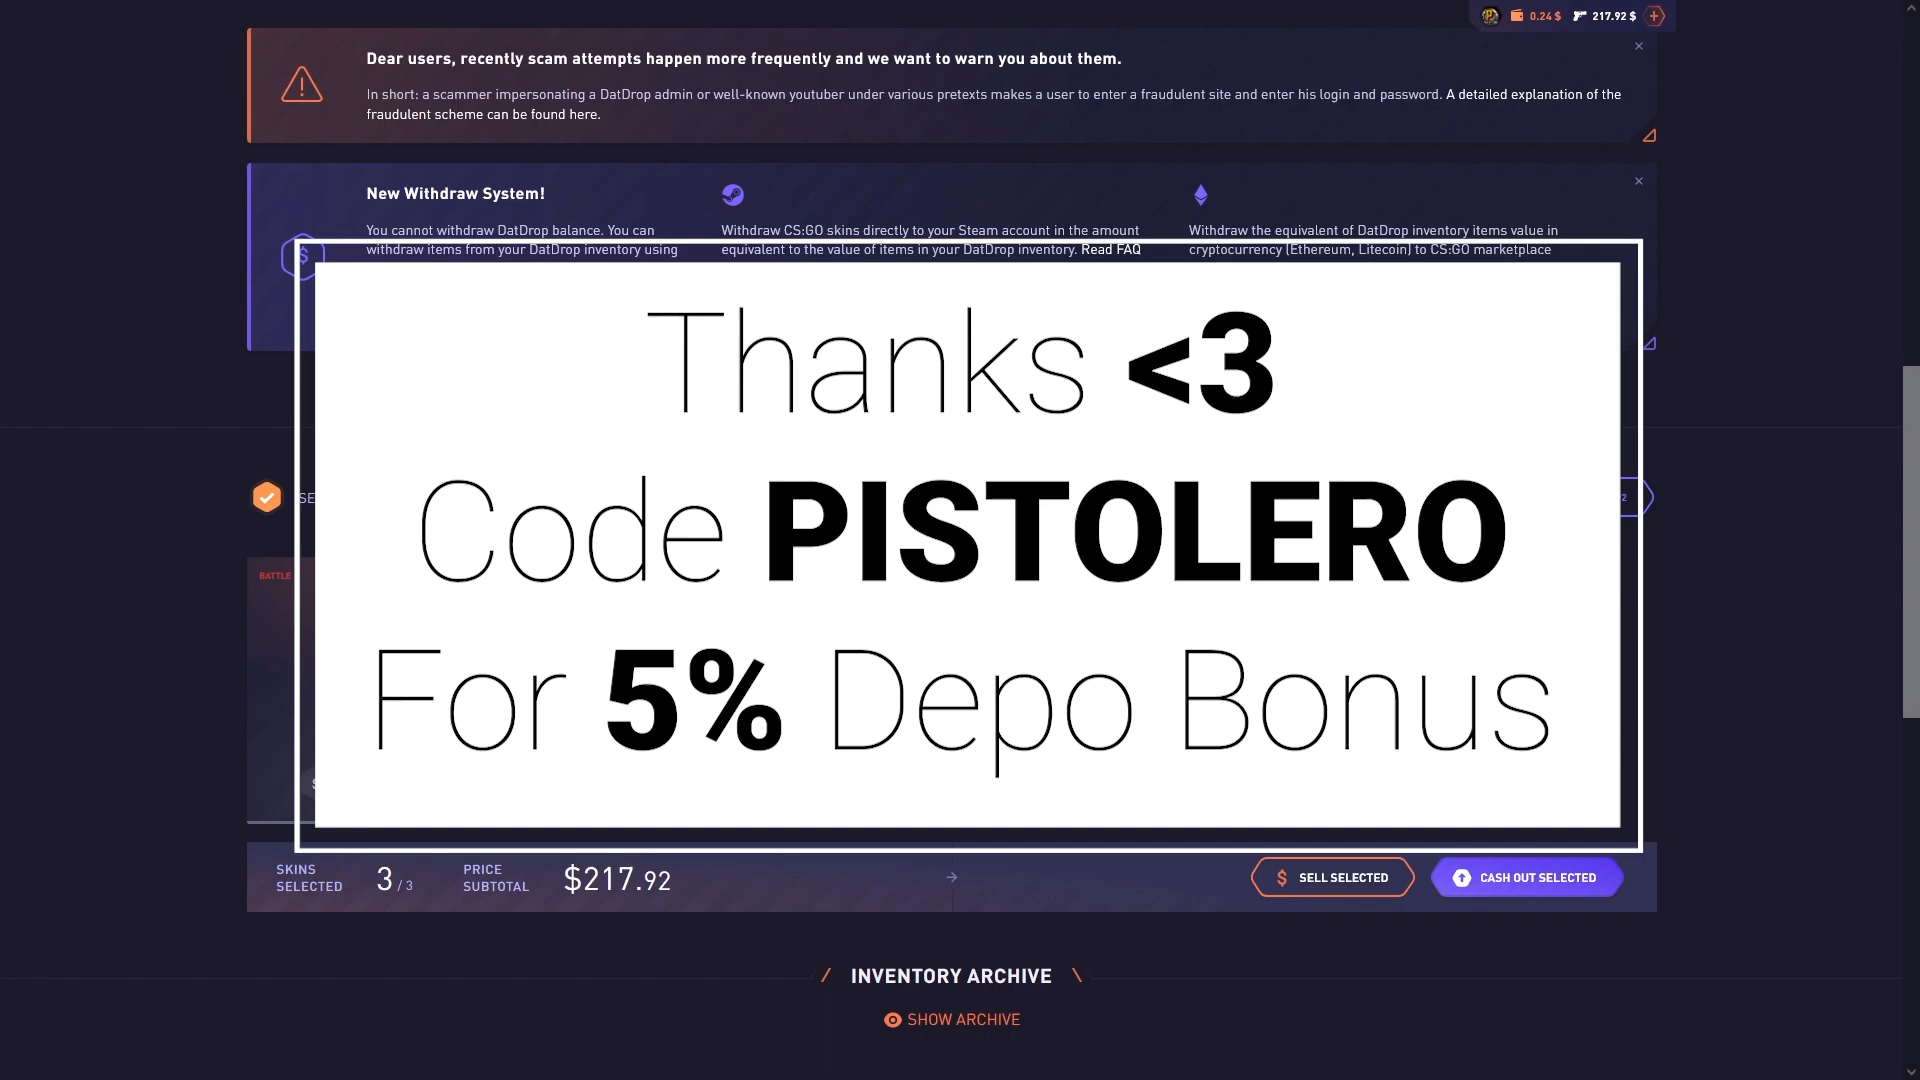 0.24 $ 217.92 $
Dear users, recently scam attempts happen more frequently and we want to warn you about them.
In short: a scammer impersonating a DatDrop admin or well-known youtuber under various pretexts makes a user to enter a fraudulent site and enter his login and password. A detailed explanation of the
fraudulent scheme can be found here.
New Withdraw System!
You cannot withdraw DatDrop balance. You can
withdraw items from your DatDrop inventory using
Withdraw CS:GO skins directly to your Steam account in the amount
equivalent to the value of items in your DatDrop inventory. Read FAQ
Withdraw the equivalent of DatDrop inventory items value in
cryptocurrency (Ethereum, Litecoin) to CS:GO marketplace
Thanks <3
Code PISTOLERO
For 5% Depo Bonus
BATTLE
SKINS
SELECTED
3 / 3
PRICE
SUBTOTAL
$217.92
SELL SELECTED
CASH OUT SELECTED
/ INVENTORY ARCHIVE \
SHOW ARCHIVE